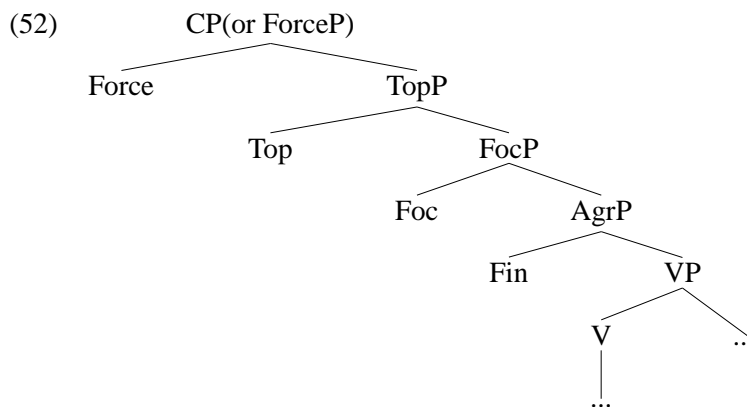 (52) CP(or ForceP)
Force TopP
Top FocP
Foc AgrP
Fin VP
V ..
...